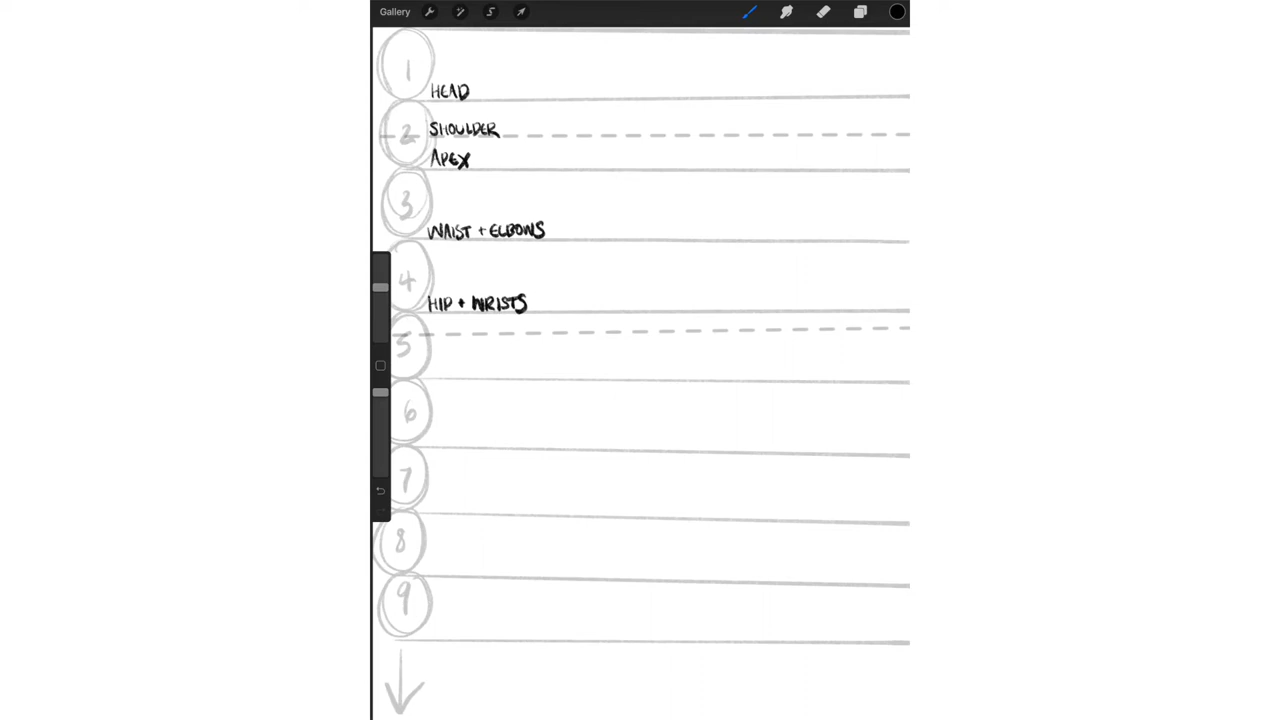 Gallery
1
HEAD
2
SHOULDER
APEX
3
WAIST + ELBOWS
4
HIP + WRISTS
5
6
7
8
9